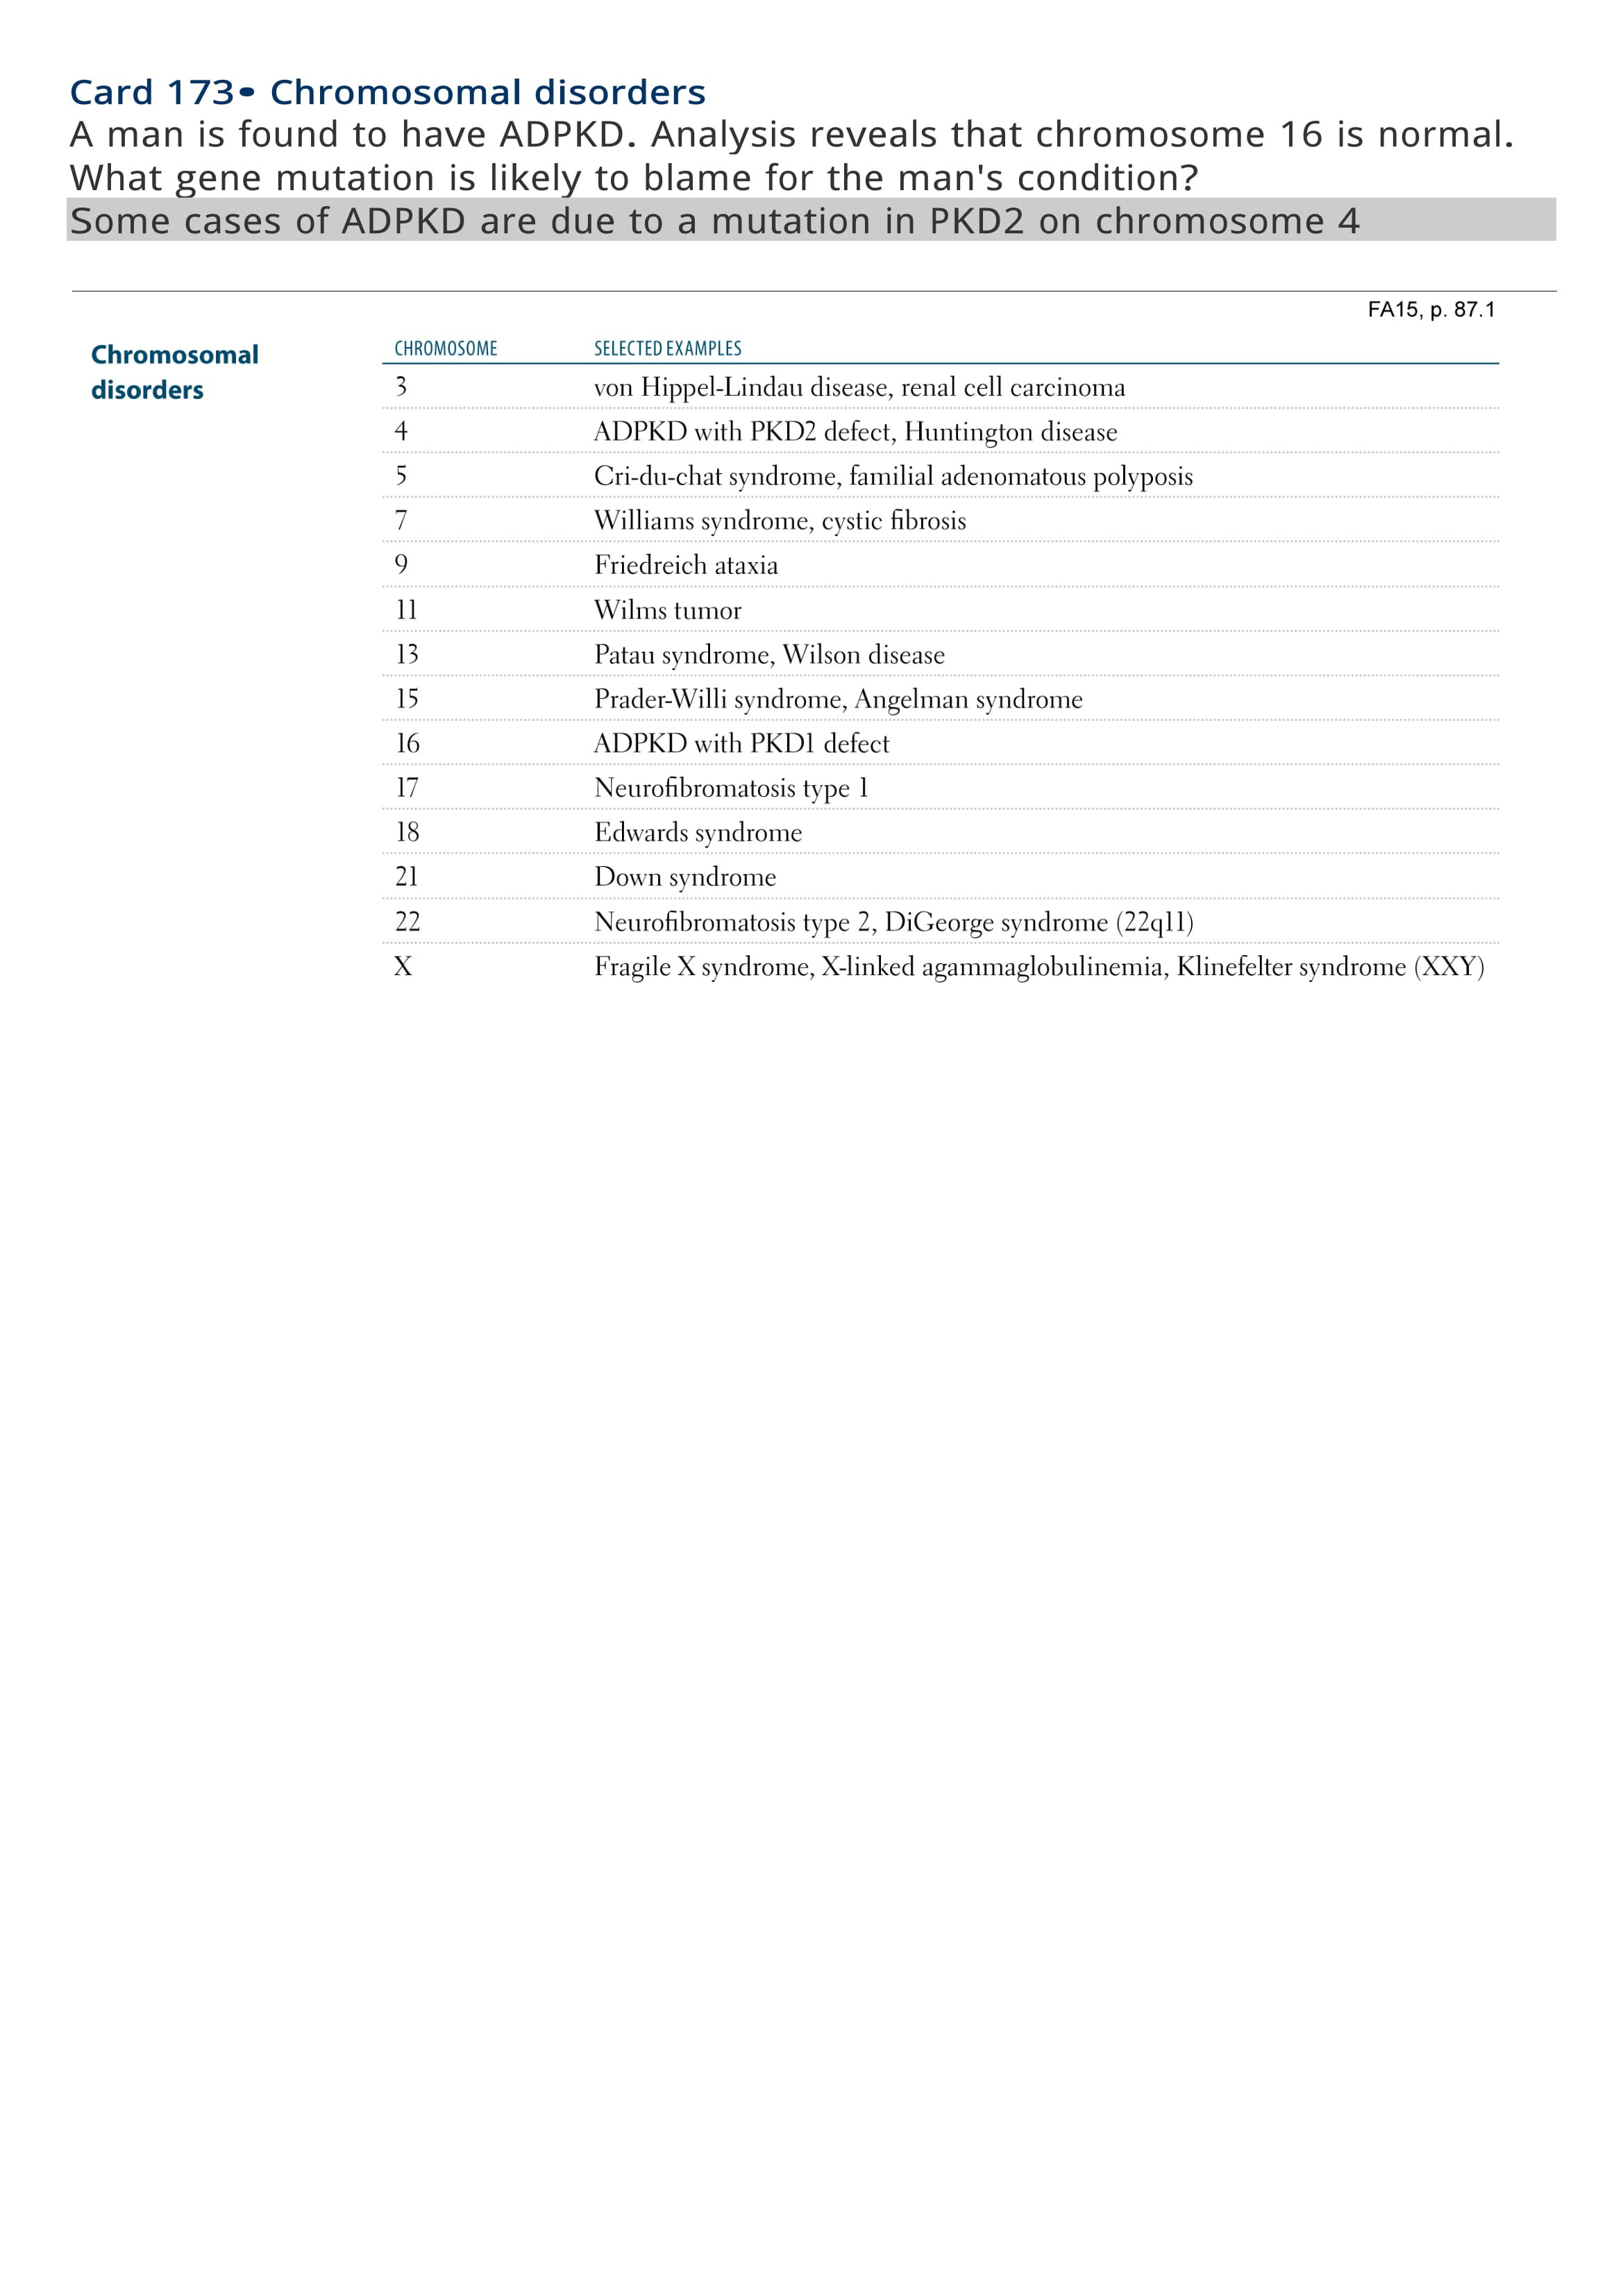 Card 173• Chromosomal disorders
A man is found to have ADPKD. Analysis reveals that chromosome 16 is normal.
What gene mutation is likely to blame for the man's condition?
Some cases of ADPKD are due to a mutation in PKD2 on chromosome 4
FA15, p. 87.1
Chromosomal
disorders
CHROMOSOME SELECTED EXAMPLES
3 von Hippel-Lindau disease, renal cell carcinoma
4 ADPKD with PKD2 defect, Huntington disease
5 Cri-du-chat syndrome, familial adenomatous polyposis
7 Williams syndrome, cystic fibrosis
9 Friedreich ataxia
11 Wilms tumor
13 Patau syndrome, Wilson disease
15 Prader-Willi syndrome, Angelman syndrome
16 ADPKD with PKD1 defect
17 Neurofibromatosis type 1
18 Edwards syndrome
21 Down syndrome
22 Neurofibromatosis type 2, DiGeorge syndrome (22q11)
X Fragile X syndrome, X-linked agammaglobulinemia, Klinefelter syndrome (XXY)